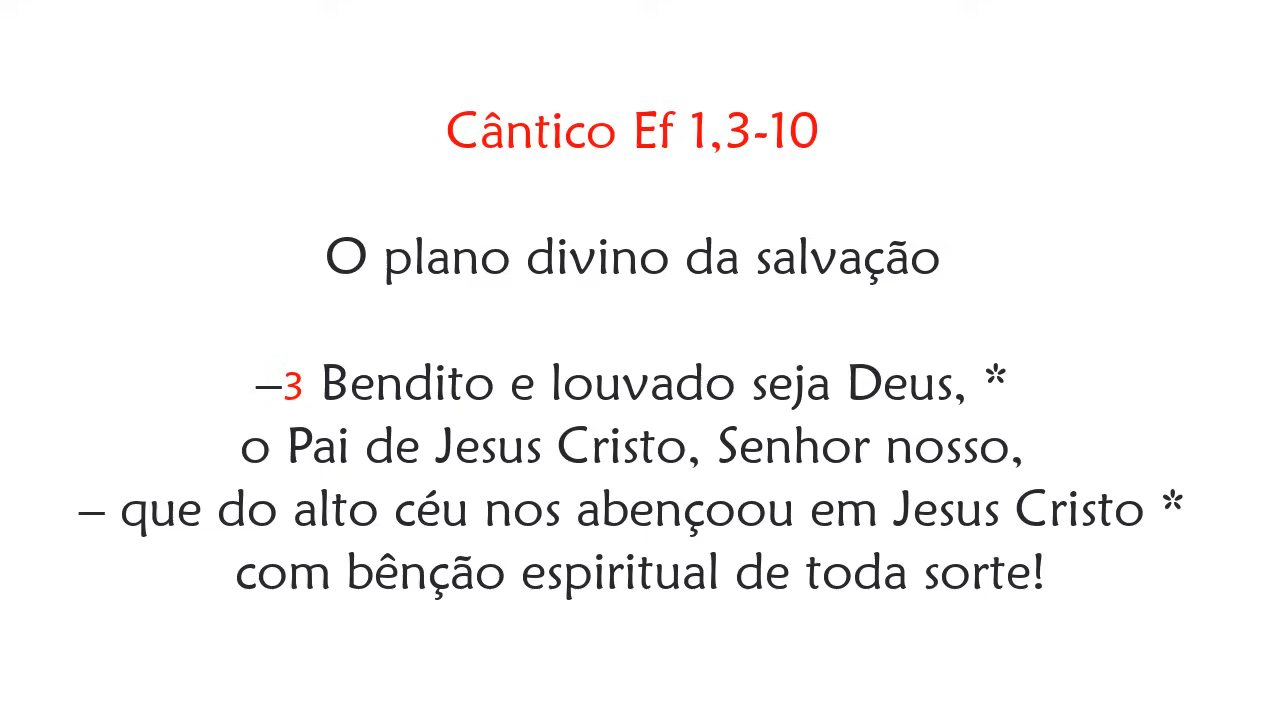 Cântico Ef 1,3-10
O plano divino da salvação
–3 Bendito e louvado seja Deus, *
o Pai de Jesus Cristo, Senhor nosso,
– que do alto céu nos abençoou em Jesus Cristo *
com bênção espiritual de toda sorte!